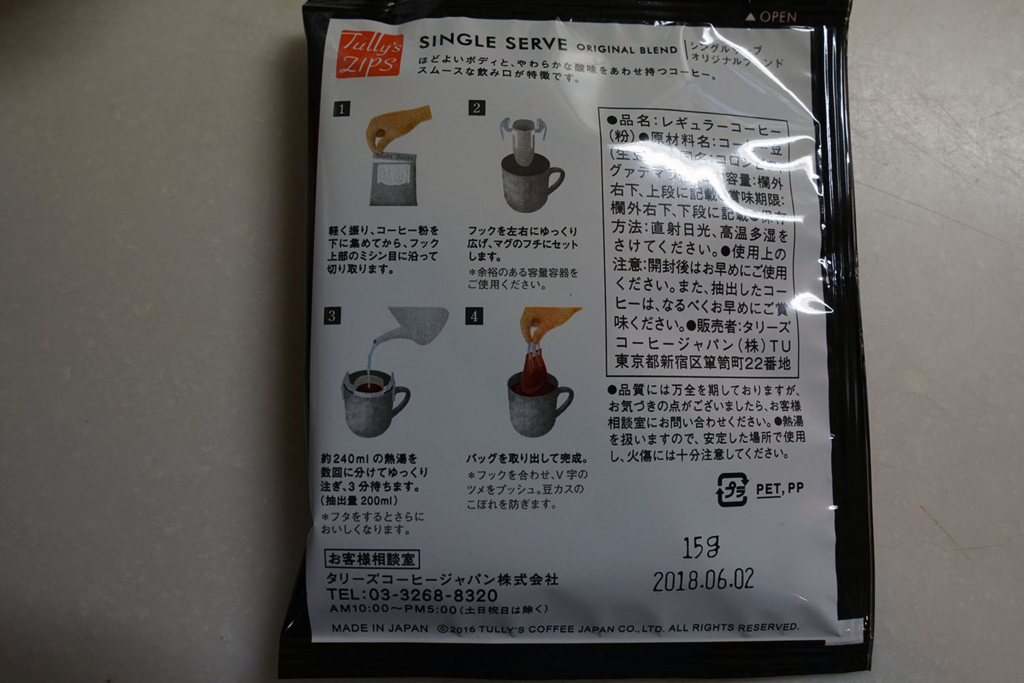 ▲OPEN
Tully's
ZIPS
SINGLE SERVE ORIGINAL BLEND
オリジナルブレンド
ほどよいボディと、やわらかな酸味をあわせ持つコーヒー。
スムースな飲み口が特徴です。
1
軽く振り、コーヒー粉を
下に集めてから、フック
上部のミシン目に沿って
切り取ります。
2
フックを左右にゆっくり
広げ、マグのフチにセット
します。
*余裕のある容量容器を
ご使用ください。
3
約240mlの熱湯を
数回に分けてゆっくり
注ぎ、3分待ちます。
(抽出量 200ml)
*フタをするとさらに
おいしくなります。
4
バッグを取り出して完成。
*フックを合わせ、V字の
ツメをプッシュ。豆カスの
こぼれを防ぎます。
●品名:レギュラーコーヒー
(粉)●原材料名:コーヒー豆
グァテマラ 容量:欄外
右下、上段に記載 賞味期限:
欄外右下、下段に記載●保存
方法:直射日光、高温多湿を
さけてください。●使用上の
注意:開封後はお早めにご使用
ください。また、抽出したコー
ヒーは、なるべくお早めにご賞
味ください。●販売者:タリーズ
コーヒージャパン(株)TU
東京都新宿区箪笥町22番地
●品質には万全を期しておりますが、
お気づきの点がございましたら、お客様
相談室にお問い合わせください。●熱湯
を扱いますので、安定した場所で使用
し、火傷には十分注意してください。
プラ PET, PP
15g
2018.06.02
お客様相談室
タリーズコーヒージャパン株式会社
TEL:03-3268-8320
AM10:00〜PM5:00(土日祝日は除く)
MADE IN JAPAN ©2016 TULLY'S COFFEE JAPAN CO., LTD. ALL RIGHTS RESERVED.